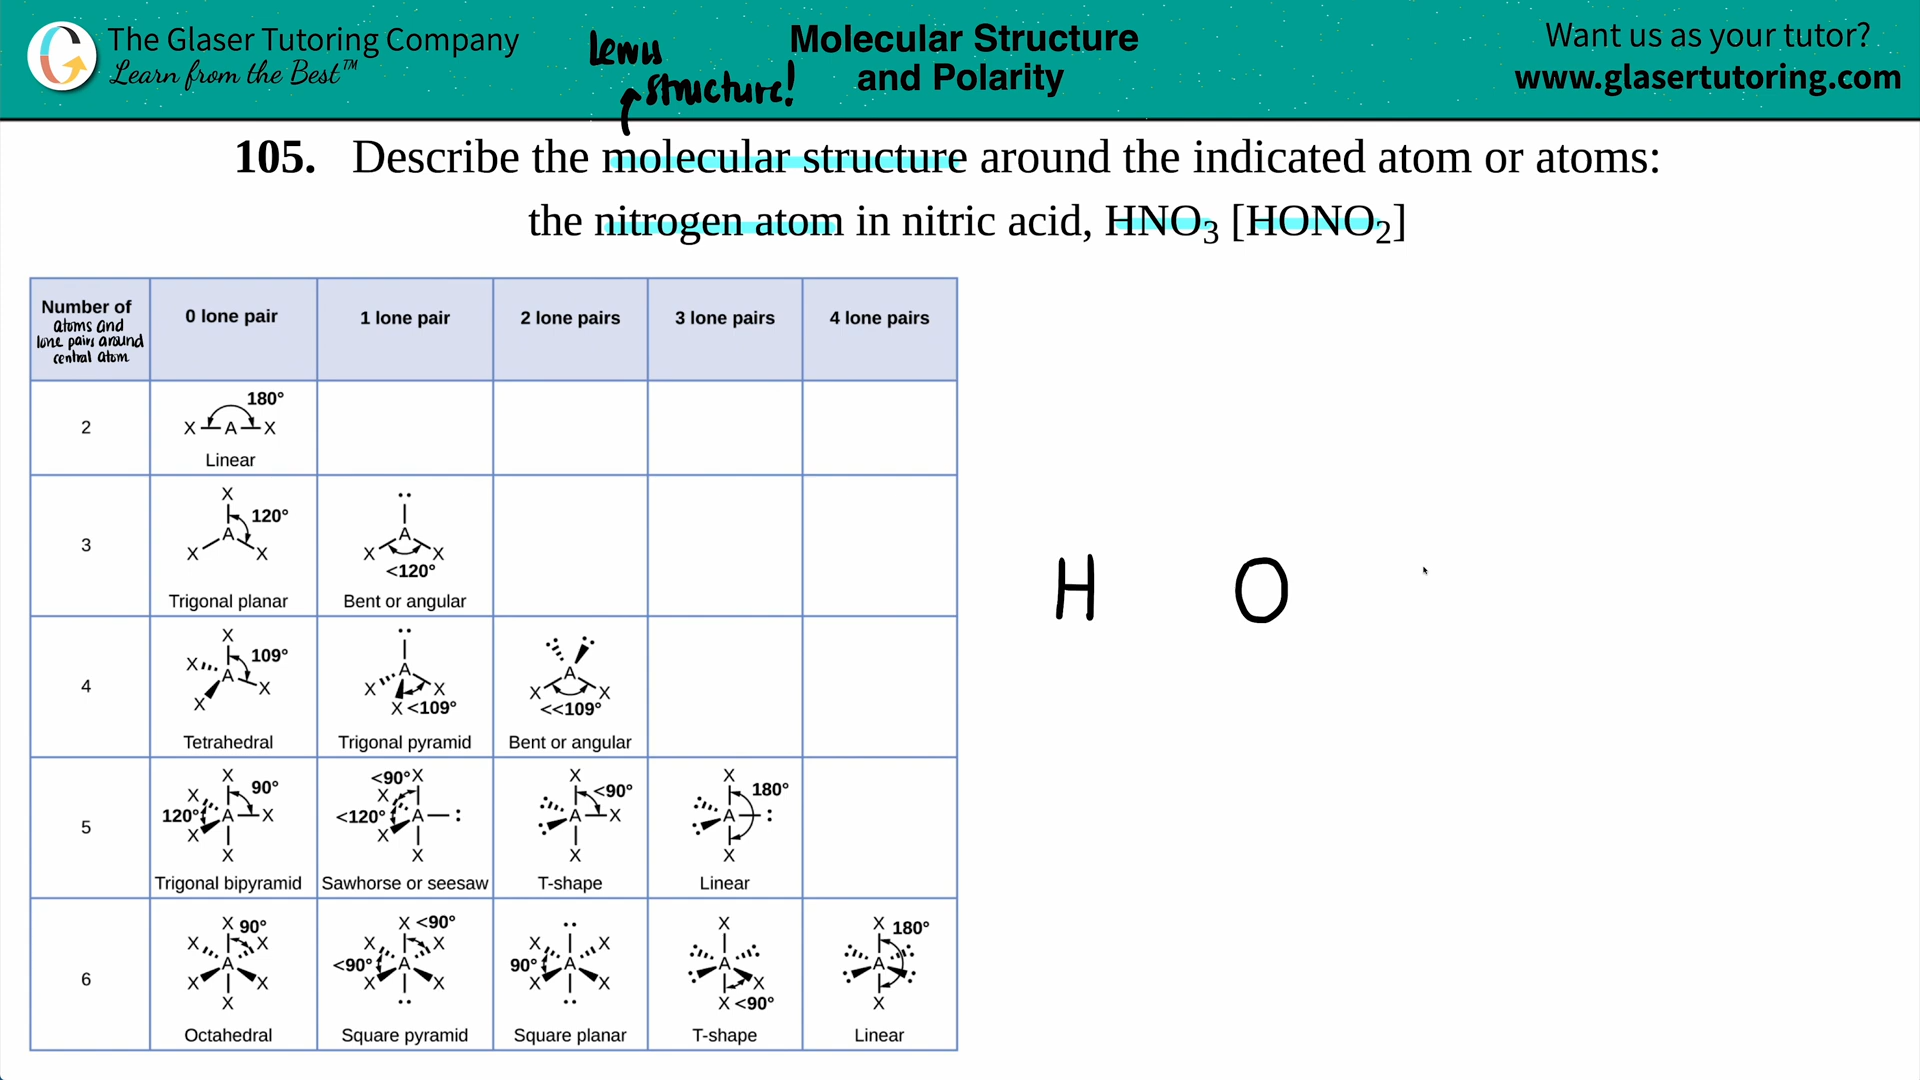 The Glaser Tutoring Company
Learn from the Best™
Lewis
structure!
Molecular Structure
and Polarity
Want us as your tutor?
www.glasertutoring.com
105. Describe the molecular structure around the indicated atom or atoms:
the nitrogen atom in nitric acid, HNO₃ [HONO₂]
Number of
atoms and
lone pairs around
central atom
0 lone pair
1 lone pair
2 lone pairs
3 lone pairs
4 lone pairs
2
180°
X A X
Linear
3
X
120°
A
X X
Trigonal planar
A
X X
<120°
Bent or angular
4
X
109°
X
A
X
X
Tetrahedral
A
X X
X <109°
Trigonal pyramid
A
X X
<<109°
Bent or angular
5
X
90°
X
120° A X
X
X
Trigonal bipyramid
<90° X
X
<120° A :
X
X
Sawhorse or seesaw
X
<90°
A X
X
T-shape
X
180°
A :
X
Linear
6
X 90°
X X
A
X X
X
Octahedral
X <90°
X X
<90° A
X X
Square pyramid
X X
90° A
X X
Square planar
X
A
X
X <90°
T-shape
X 180°
A
X
Linear
H O